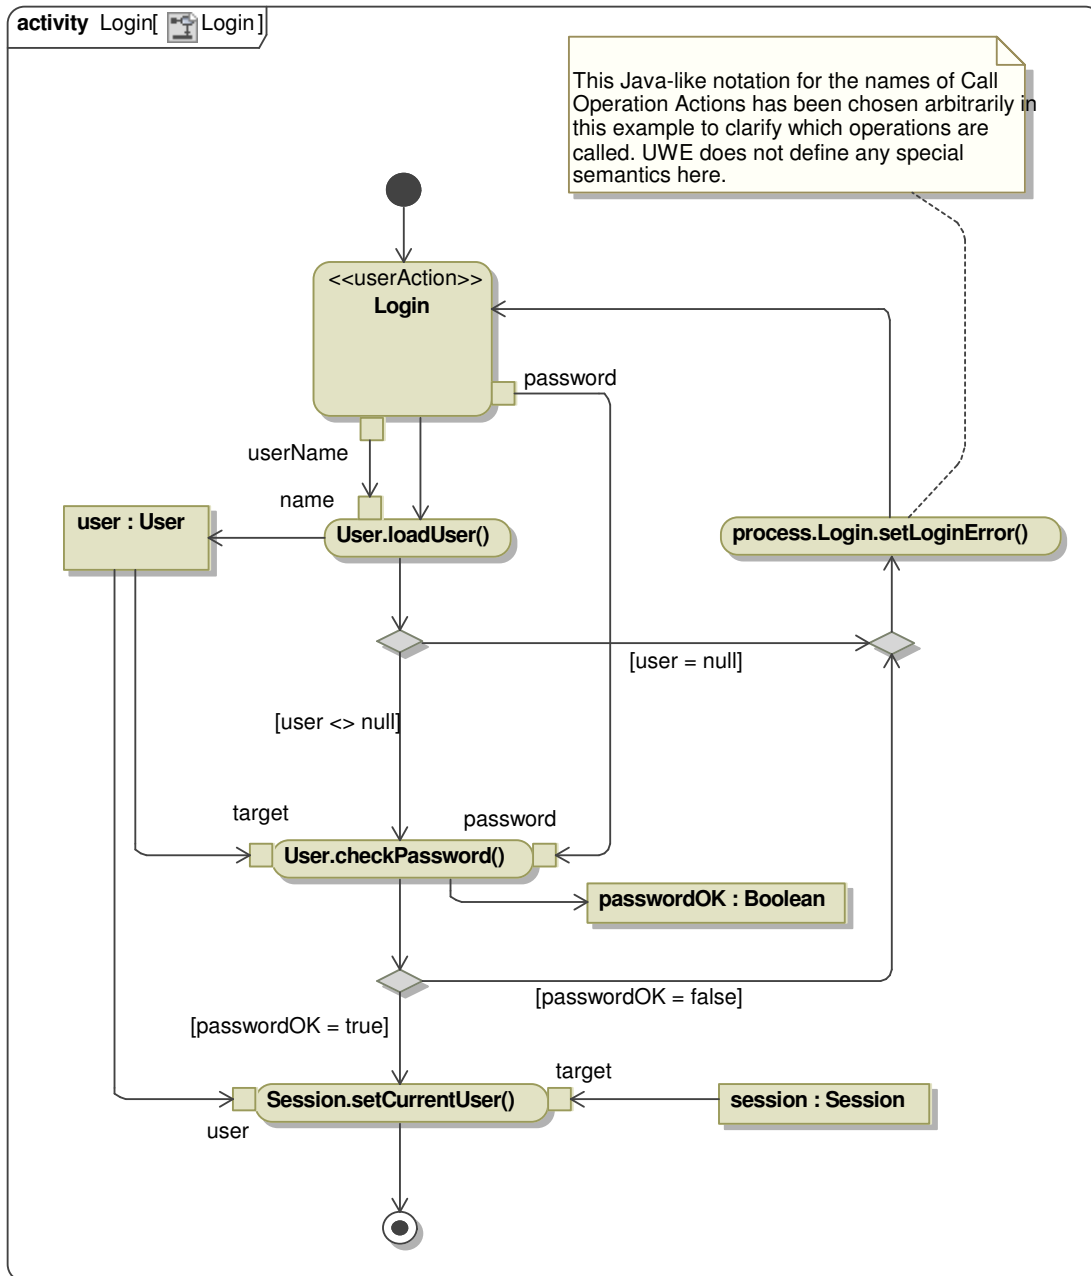 activity Login[ Login]
This Java-like notation for the names of Call
Operation Actions has been chosen arbitrarily in
this example to clarify which operations are
called. UWE does not define any special
semantics here.
<<userAction>>
Login
password
userName
name
user : User
User.loadUser()
process.Login.setLoginError()
[user = null]
[user <> null]
target
password
User.checkPassword()
passwordOK : Boolean
[passwordOK = false]
[passwordOK = true]
target
Session.setCurrentUser()
session : Session
user